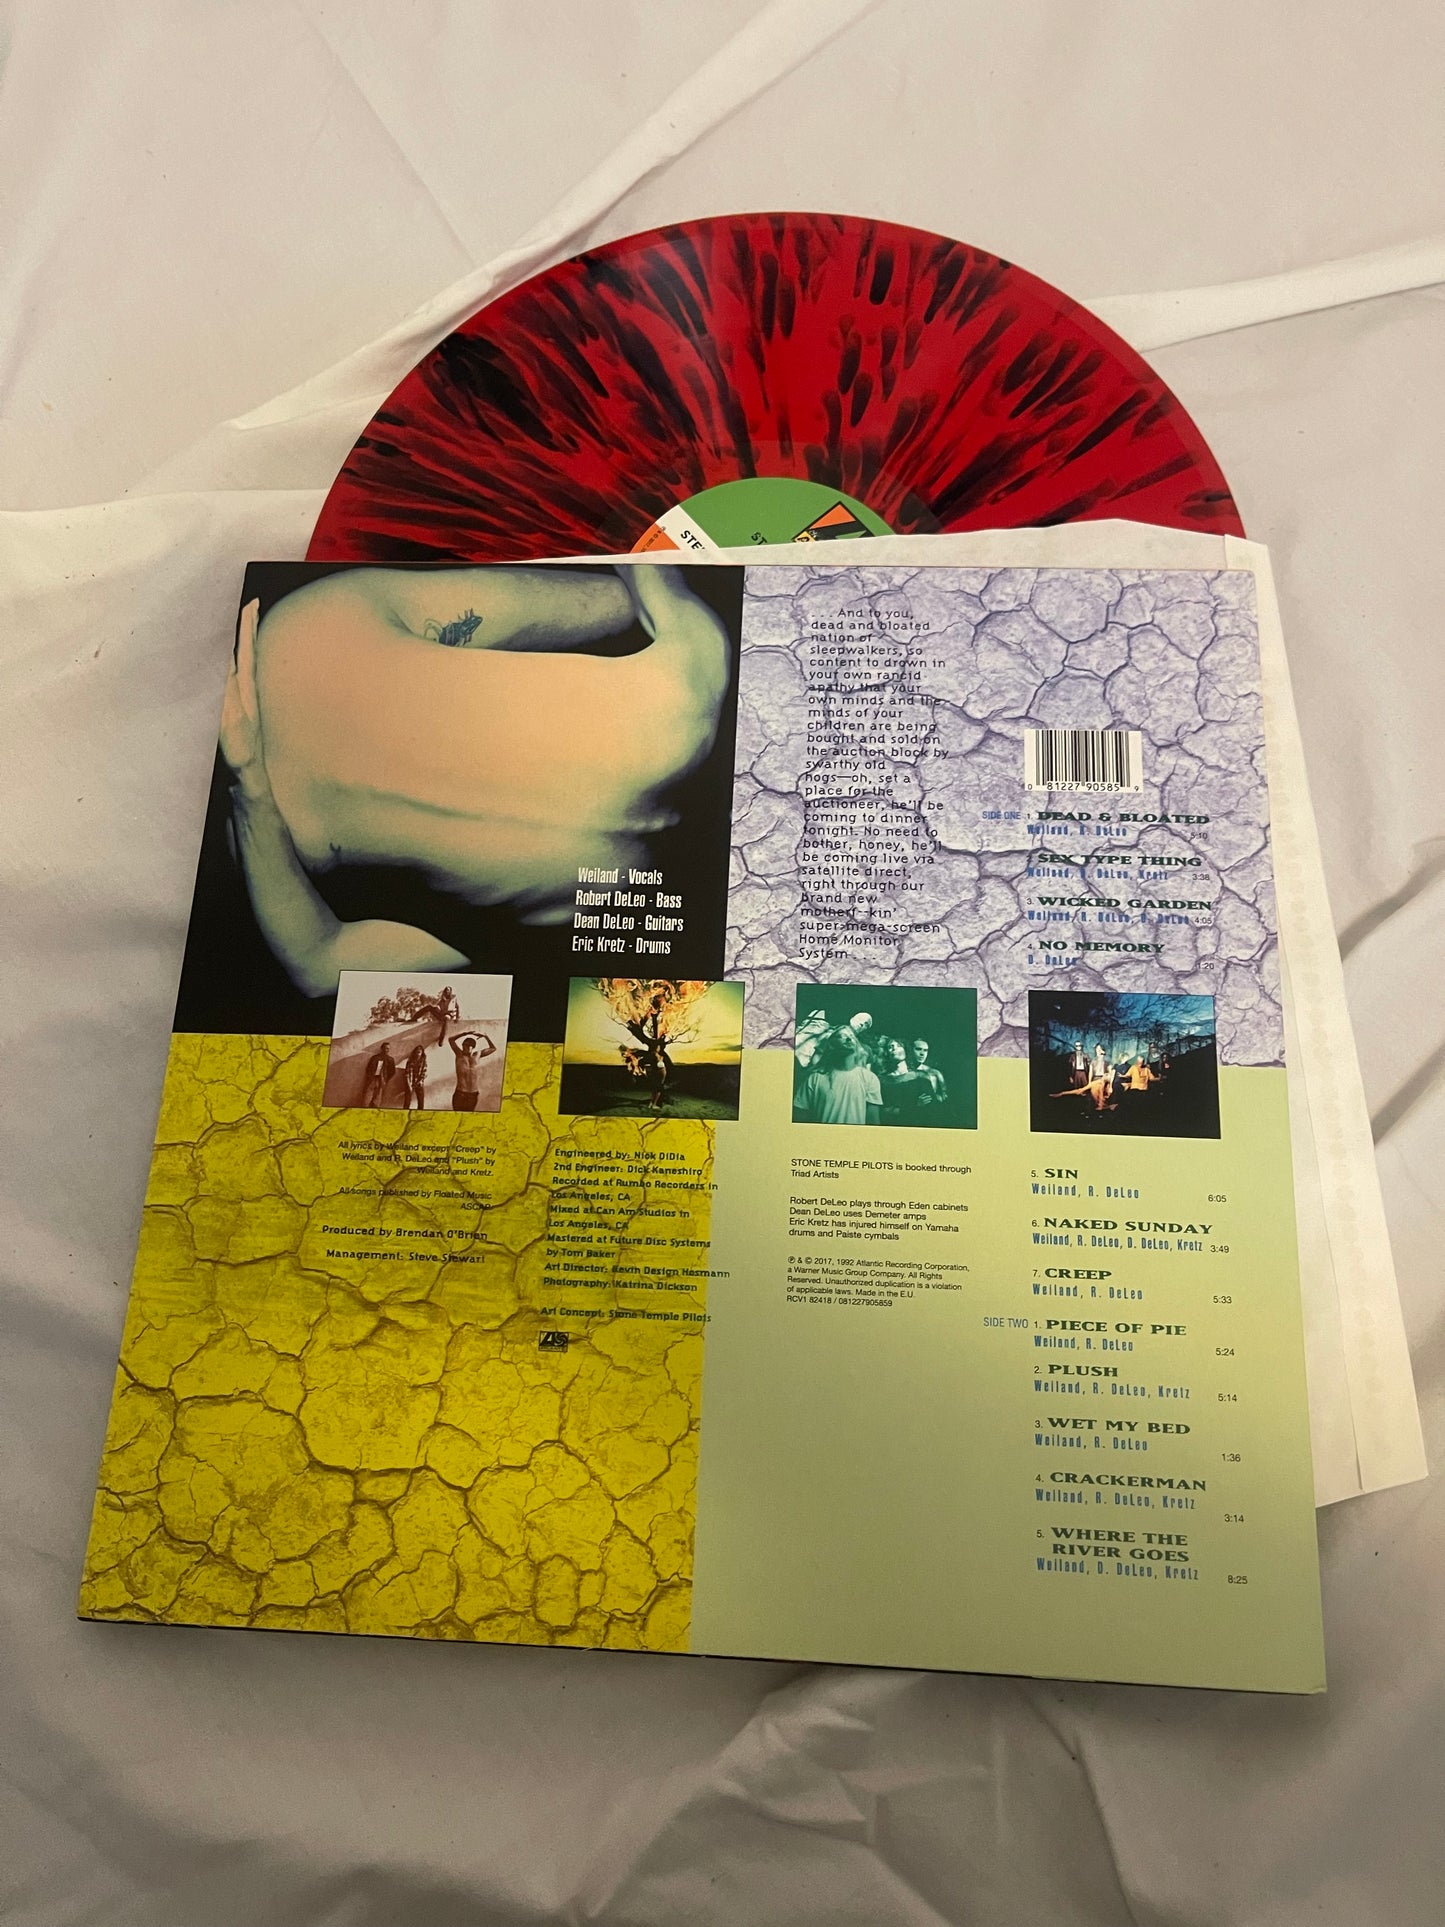 STE
ST
Weiland - Vocals
Robert DeLeo - Bass
Dean DeLeo - Guitars
Eric Kretz - Drums
. . . And to you,
dead and bloated
nation of
sleepwalkers, so
content to drown in
your own rancid
apathy that your
own minds and the
minds of your
children are being
bought and sold on
the auction block by
swarthy old
hogs—oh, set a
place for the
auctioneer, he'll be
coming to dinner
tonight. No need to
bother, honey, he'll
be coming live via
satellite direct,
right through our
brand new
motherf--kin'
super-mega-screen
Home Monitor
System . . .
0 81227 90585 9
SIDE ONE 1. DEAD & BLOATED
Weiland, R. DeLeo 5:10
SEX TYPE THING
Weiland, D. DeLeo, Kretz 3:38
3. WICKED GARDEN
Weiland, R. DeLeo, D. DeLeo 4:05
4. NO MEMORY
D. DeLeo 1:20
5. SIN
Weiland, R. DeLeo 6:05
6. NAKED SUNDAY
Weiland, R. DeLeo, D. DeLeo, Kretz 3:49
7. CREEP
Weiland, R. DeLeo 5:33
SIDE TWO 1. PIECE OF PIE
Weiland, R. DeLeo 5:24
2. PLUSH
Weiland, R. DeLeo, Kretz 5:14
3. WET MY BED
Weiland, R. DeLeo 1:36
4. CRACKERMAN
Weiland, R. DeLeo, Kretz 3:14
5. WHERE THE
RIVER GOES
Weiland, D. DeLeo, Kretz 8:25
All lyrics by Weiland except "Creep" by
Weiland and R. DeLeo and "Plush" by
Weiland and Kretz.
All songs published by Floated Music
ASCAP
Produced by Brendan O'Brian
Management: Steve Stewart
Engineered by: Nick DiDia
2nd Engineer: Dick Kaneshiro
Recorded at Rumbo Recorders in
Los Angeles, CA
Mixed at Can Am Studios in
Los Angeles, CA
Mastered at Future Disc Systems
by Tom Baker
Art Director: Kevin Design Hosmann
Photography: Katrina Dickson
Art Concept: Stone Temple Pilots
STONE TEMPLE PILOTS is booked through
Triad Artists
Robert DeLeo plays through Eden cabinets
Dean DeLeo uses Demeter amps
Eric Kretz has injured himself on Yamaha
drums and Paiste cymbals
℗ & © 2017, 1992 Atlantic Recording Corporation,
a Warner Music Group Company. All Rights
Reserved. Unauthorized duplication is a violation
of applicable laws. Made in the E.U.
RCV1 82418 / 081227905859